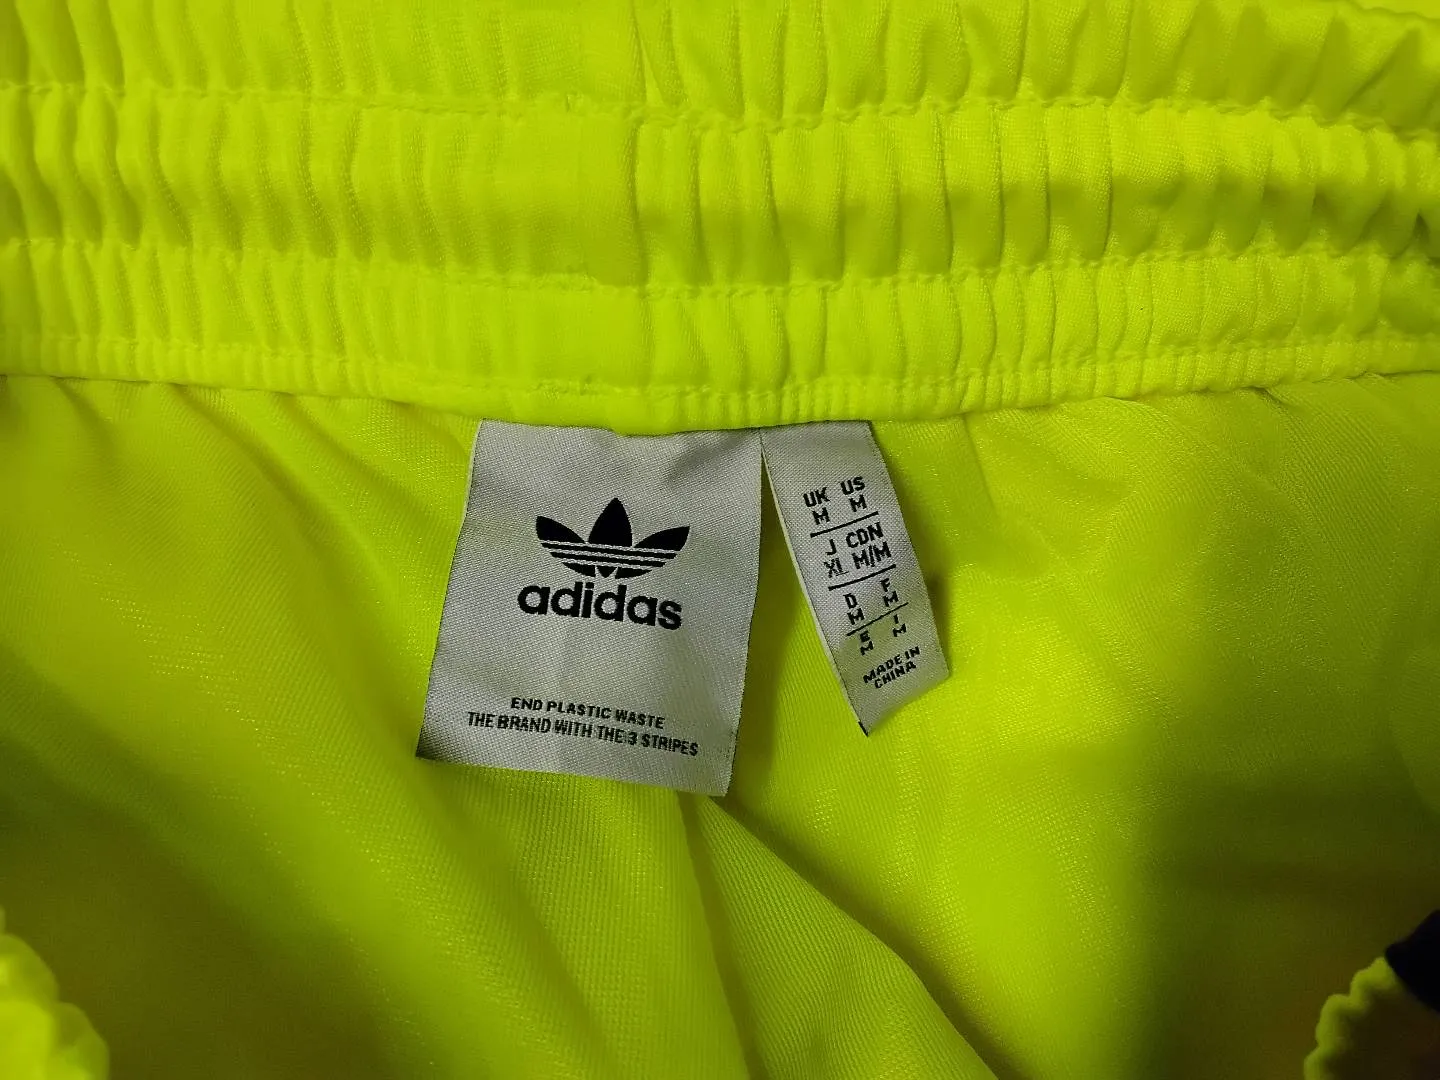 adidas
END PLASTIC WASTE
THE BRAND WITH THE 3 STRIPES
UK US
M M
J CDN
XL M/M
D F
M M
E I
M M
MADE IN
CHINA